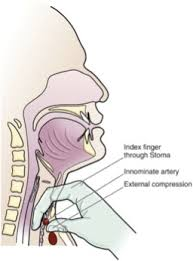 Index finger
through Stoma
Innominate artery
External compression